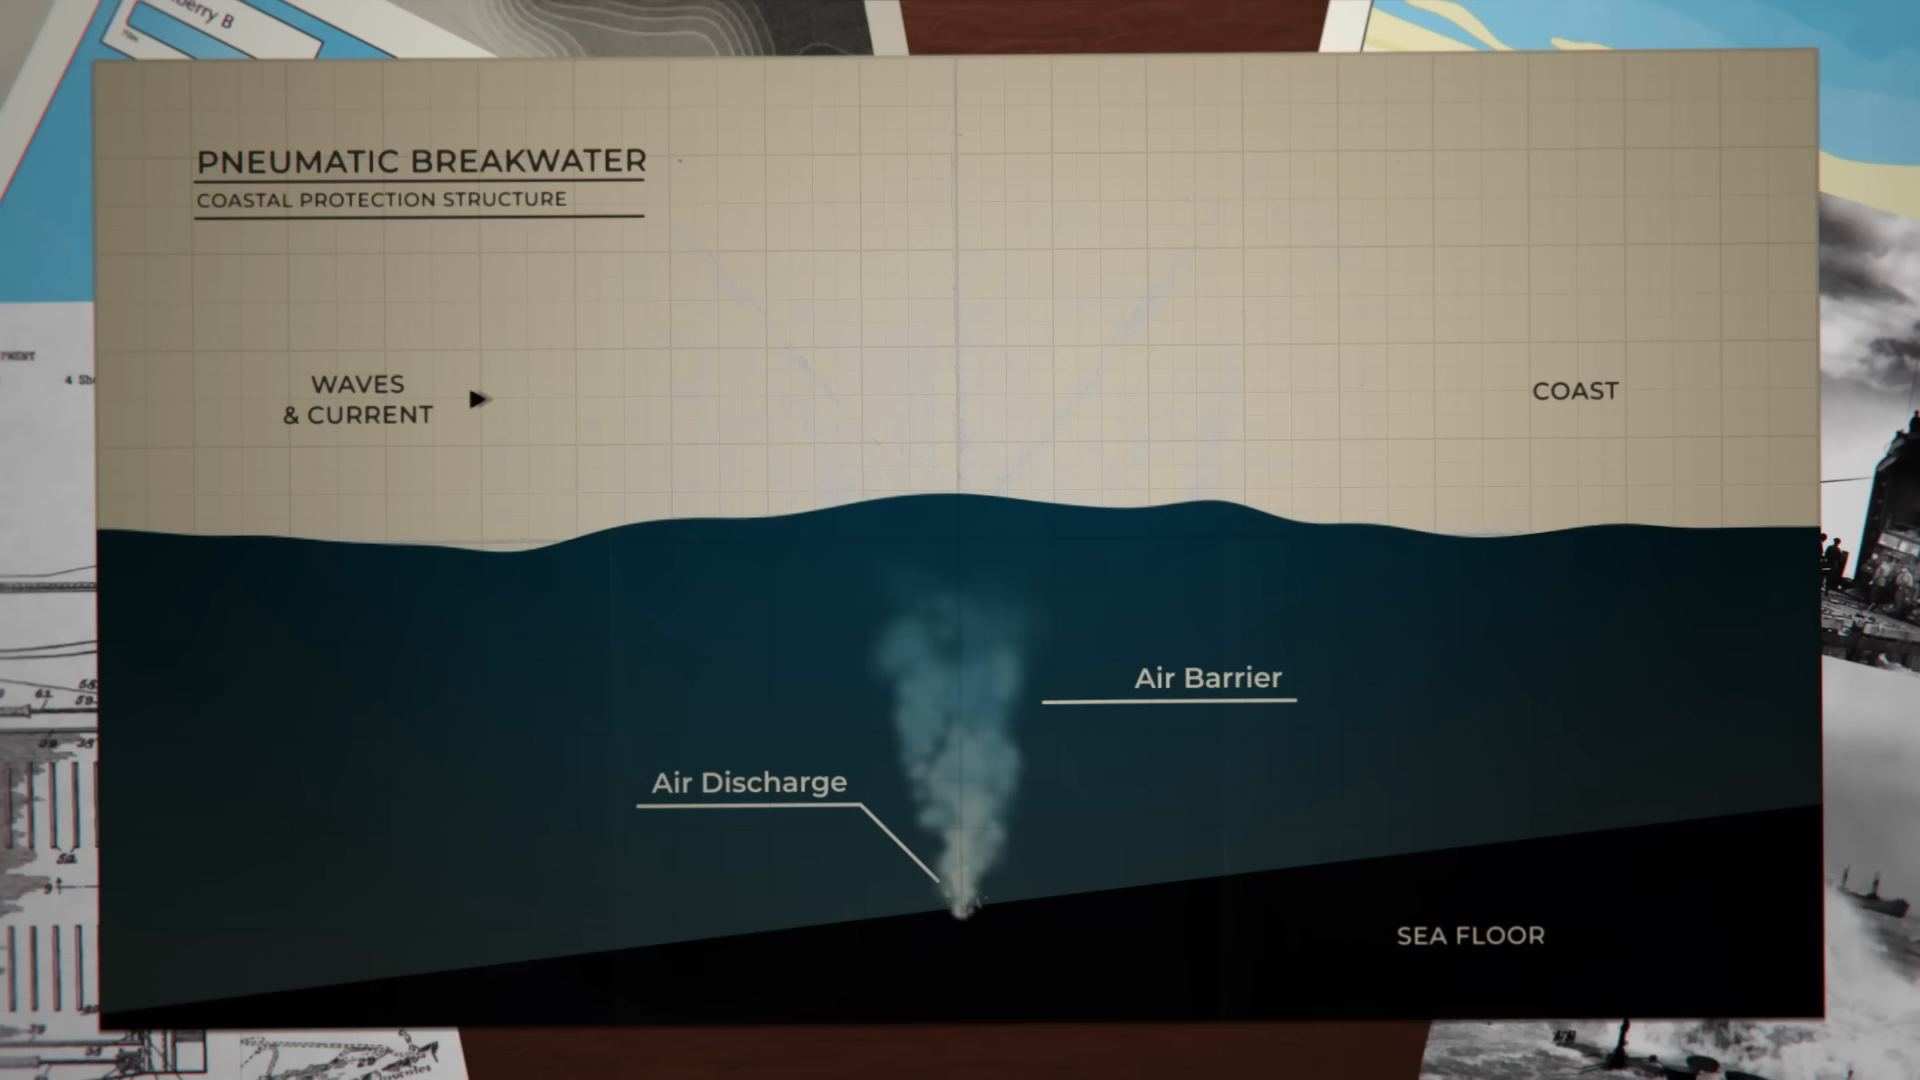 PNEUMATIC BREAKWATER
COASTAL PROTECTION STRUCTURE
WAVES
& CURRENT
COAST
Air Barrier
Air Discharge
SEA FLOOR